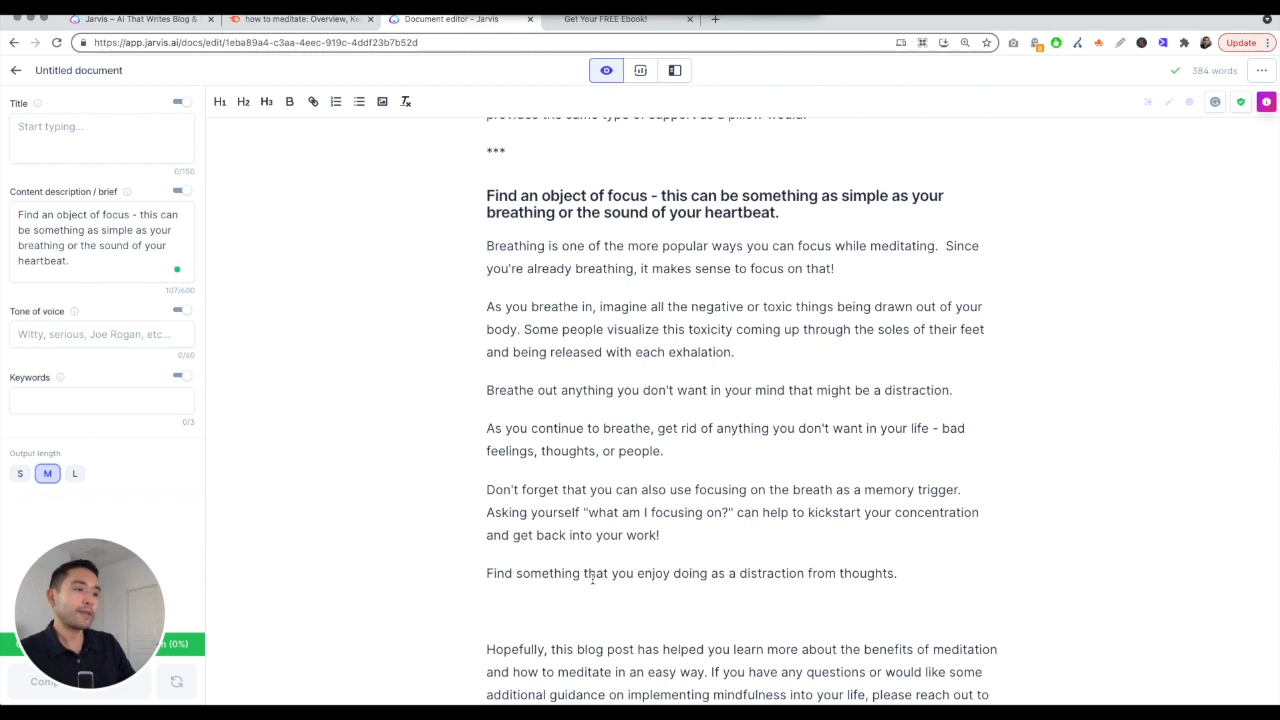 Jarvis – AI That Writes Blog &
how to meditate: Overview, Ke
Document editor - Jarvis
Get Your FREE Ebook!
https://app.jarvis.ai/docs/edit/1eba89a4-c3aa-4eec-919c-4ddf23b7b52d
Update
Untitled document
384 words
Title
H1 H2 H3 B
Start typing...
provides the same type of support as a pillow would.
***
0/150
Content description / brief
Find an object of focus - this can
be something as simple as your
breathing or the sound of your
heartbeat.
107/600
Tone of voice
Witty, serious, Joe Rogan, etc...
0/60
Keywords
0/3
Output length
S M L
(0%)
Find an object of focus - this can be something as simple as your
breathing or the sound of your heartbeat.
Breathing is one of the more popular ways you can focus while meditating. Since
you're already breathing, it makes sense to focus on that!
As you breathe in, imagine all the negative or toxic things being drawn out of your
body. Some people visualize this toxicity coming up through the soles of their feet
and being released with each exhalation.
Breathe out anything you don't want in your mind that might be a distraction.
As you continue to breathe, get rid of anything you don't want in your life - bad
feelings, thoughts, or people.
Don't forget that you can also use focusing on the breath as a memory trigger.
Asking yourself "what am I focusing on?" can help to kickstart your concentration
and get back into your work!
Find something that you enjoy doing as a distraction from thoughts.
Hopefully, this blog post has helped you learn more about the benefits of meditation
and how to meditate in an easy way. If you have any questions or would like some
additional guidance on implementing mindfulness into your life, please reach out to